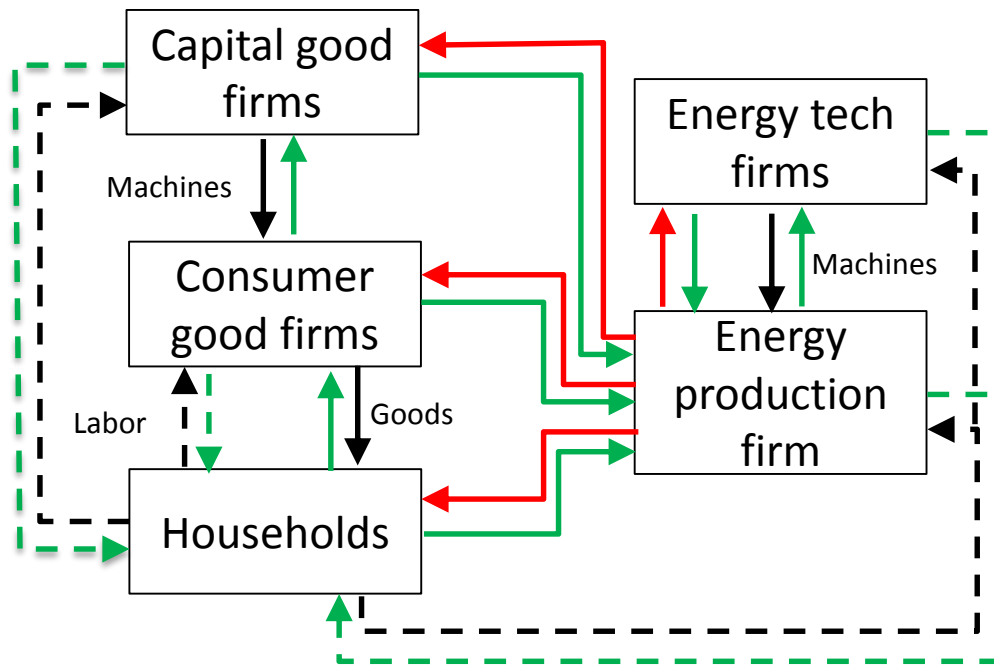 Capital good
firms
Energy tech
firms
Machines
Consumer
good firms
Machines
Energy
production
firm
Labor
Goods
Households